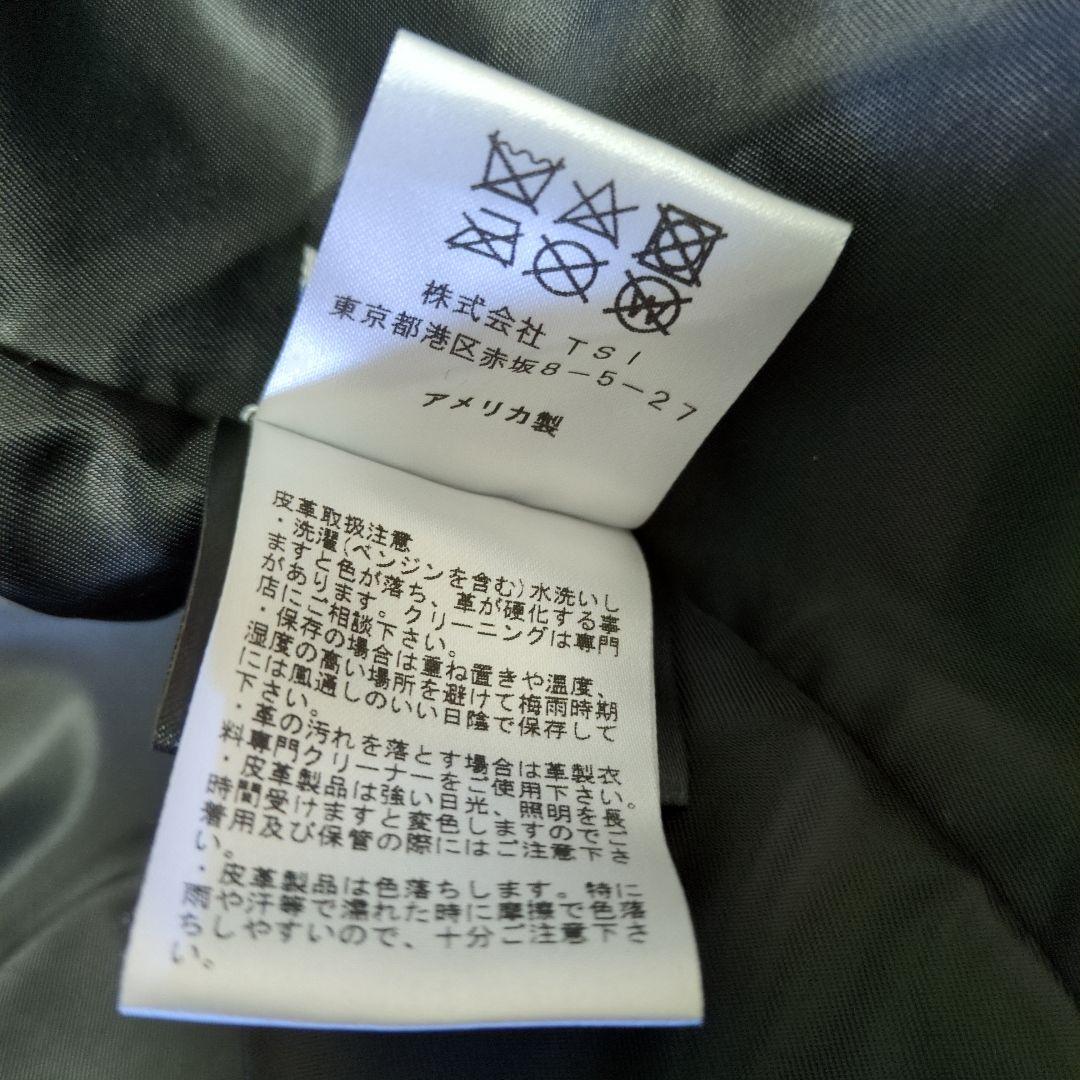 株式会社 TSI
東京都港区赤坂8-5-27
アメリカ製
皮革取扱注意
・洗濯(ベンジンを含む)水洗いし
ますと色が落ち、革が硬化する事
があります。クリーニングは専門
店にご相談下さい。
・保存の場合は重ね置きや温度、
湿度の高い場所を避けて梅雨時期
には風通しのいい日陰で保存して
下さい。
・革の汚れを落とす場合は革製衣
料専門クリーナーをご使用下さい。
・皮革製品は強い日光、照明を長
時間受けますと変色しますのでご
着用及び保管の際にはご注意下さ
い。
・皮革製品は色落ちします。特に
雨や汗等で濡れた時に摩擦で色落
ちしやすいので、十分ご注意下さ
い。